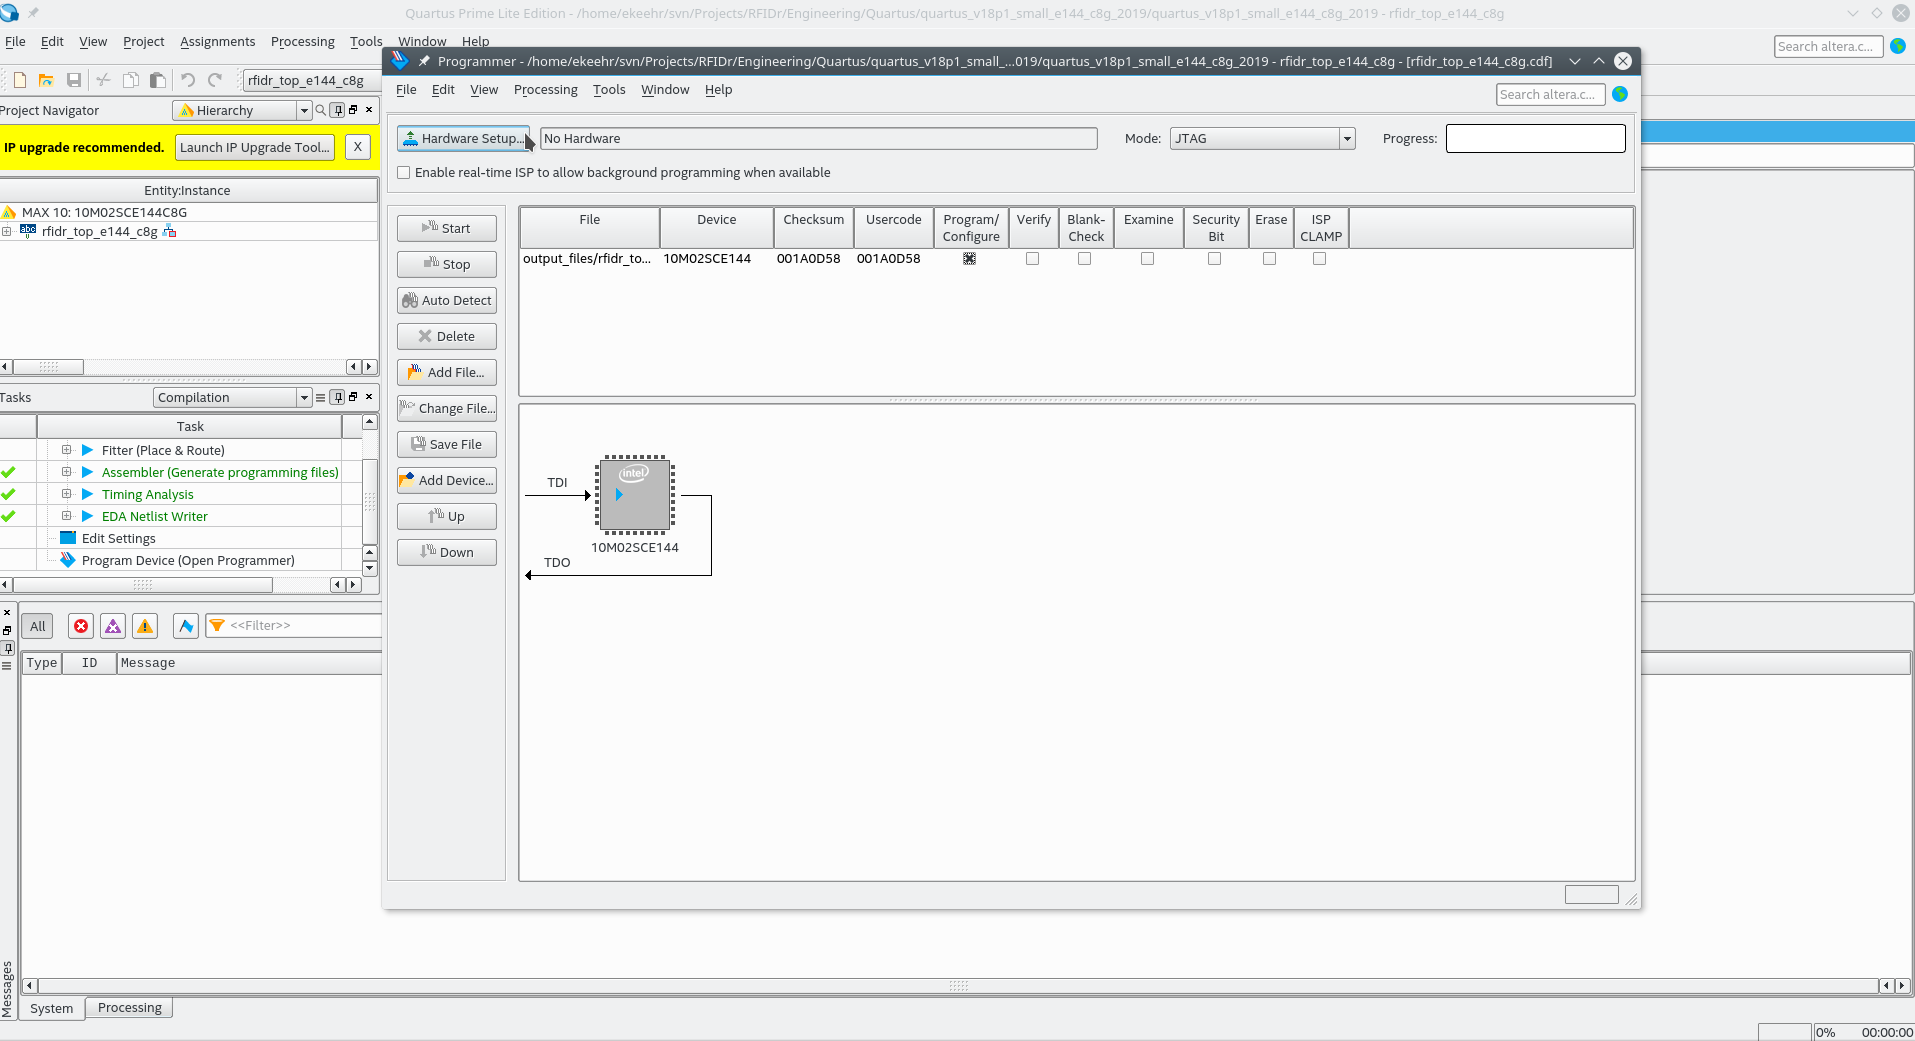 Quartus Prime Lite Edition - /home/ekeehr/svn/Projects/RFIDr/Engineering/Quartus/quartus_v18p1_small_e144_c8g_2019/quartus_v18p1_small_e144_c8g_2019 - rfidr_top_e144_c8g
File Edit View Project Assignments Processing Tools Window Help
Search altera.c...
rfidr_top_e144_c8g
Project Navigator
Hierarchy
IP upgrade recommended.
Launch IP Upgrade Tool...
X
Entity:Instance
MAX 10: 10M02SCE144C8G
abc
rfidr_top_e144_c8g
Tasks
Compilation
Task
Fitter (Place & Route)
Assembler (Generate programming files)
Timing Analysis
EDA Netlist Writer
Edit Settings
Program Device (Open Programmer)
Programmer - /home/ekeehr/svn/Projects/RFIDr/Engineering/Quartus/quartus_v18p1_small_...019/quartus_v18p1_small_e144_c8g_2019 - rfidr_top_e144_c8g - [rfidr_top_e144_c8g.cdf]
File Edit View Processing Tools Window Help
Search altera.c...
Hardware Setup...
No Hardware
Mode:
JTAG
Progress:
Enable real-time ISP to allow background programming when available
Start
Stop
Auto Detect
Delete
Add File...
Change File...
Save File
Add Device...
Up
Down
File Device Checksum Usercode Program/ Verify Blank- Examine Security Erase ISP
Configure Check Bit CLAMP
output_files/rfidr_to... 10M02SCE144 001A0D58 001A0D58
TDI
intel
10M02SCE144
TDO
All
<<Filter>>
Type ID Message
Messages
System Processing
0% 00:00:00